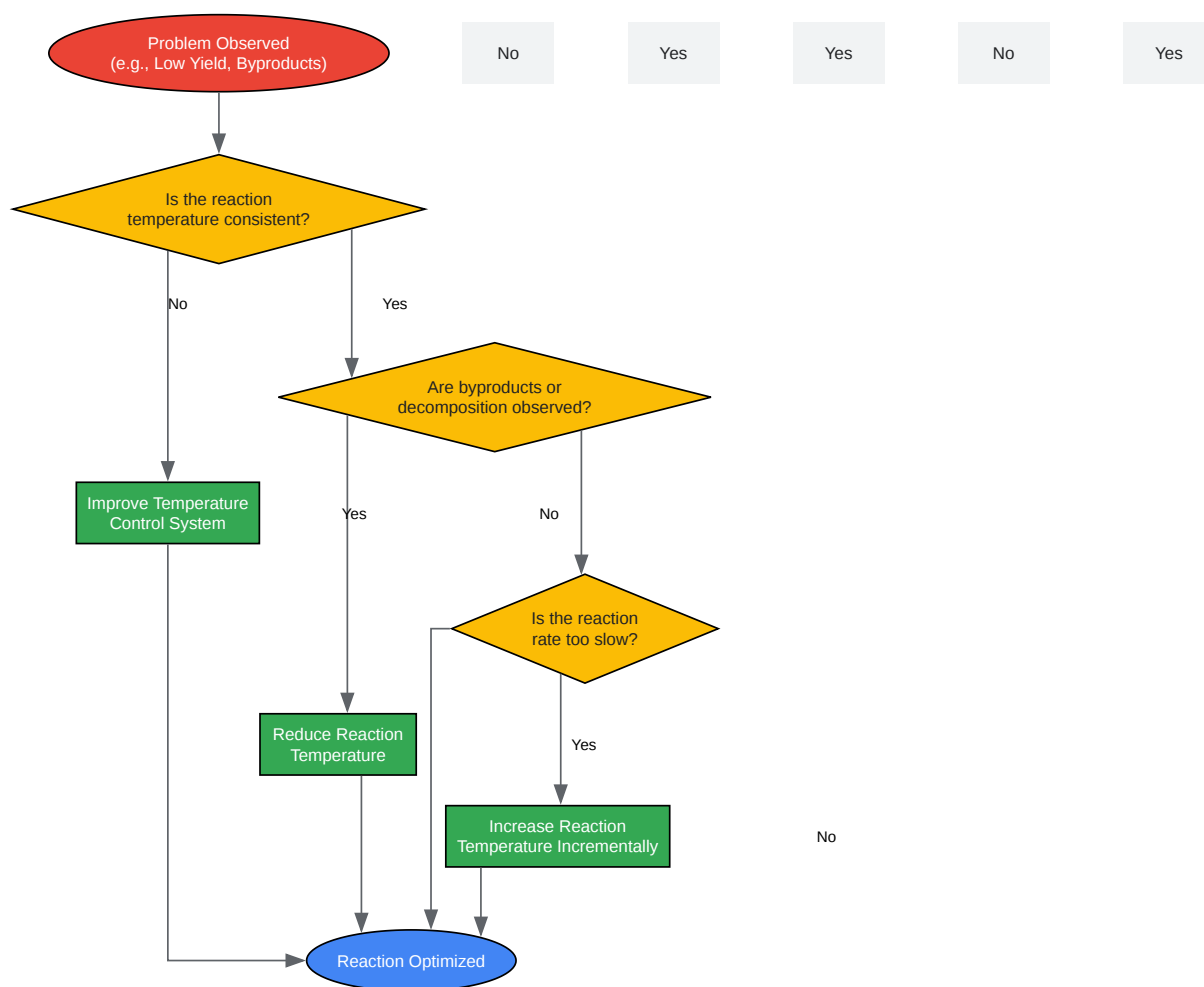 Problem Observed
(e.g., Low Yield, Byproducts)
No
Yes
Yes
No
Yes
Is the reaction
temperature consistent?
No
Yes
Are byproducts or
decomposition observed?
Improve Temperature
Control System
Yes
No
Is the reaction
rate too slow?
Reduce Reaction
Temperature
Yes
Increase Reaction
Temperature Incrementally
No
Reaction Optimized